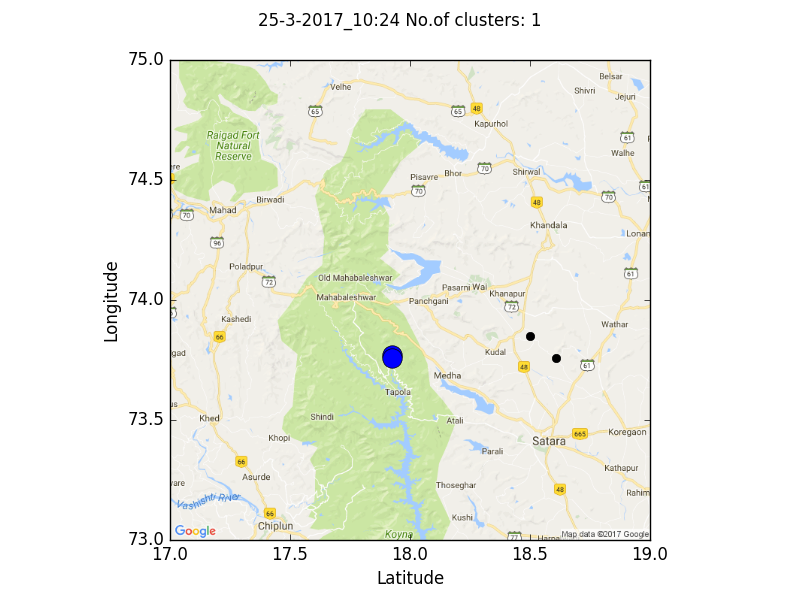 25-3-2017_10:24 No.of clusters: 1
75.0
74.5
74.0
73.5
73.0
Longitude
17.0 17.5 18.0 18.5 19.0
Latitude
Velhe
Belsar
Shivri
Jejuri
65
65
48
Kapurhol
Raigad Fort
Natural
Reserve
61
Walhe
70
Pisavre
Bhor
Shirwal
70
48
70
61
Birwadi
Mahad
70
Khandala
96
Lonan
Poladpur
72
Old Mahabaleshwar
Mahabaleshwar
Pasarni Wai
Khanapur
Panchgani
72
61
Kashedi
66
Wathar
gad
Kudal
48
61
Medha
Tapola
Khed
Shindi
Atali
Khopi
Satara
665
Koregaon
Parali
66
Asurde
Kathapur
Thoseghar
48
Rahim
Vashishti River
66
Chiplun
Kushi
Koyna
77
Google
Map data ©2017 Google